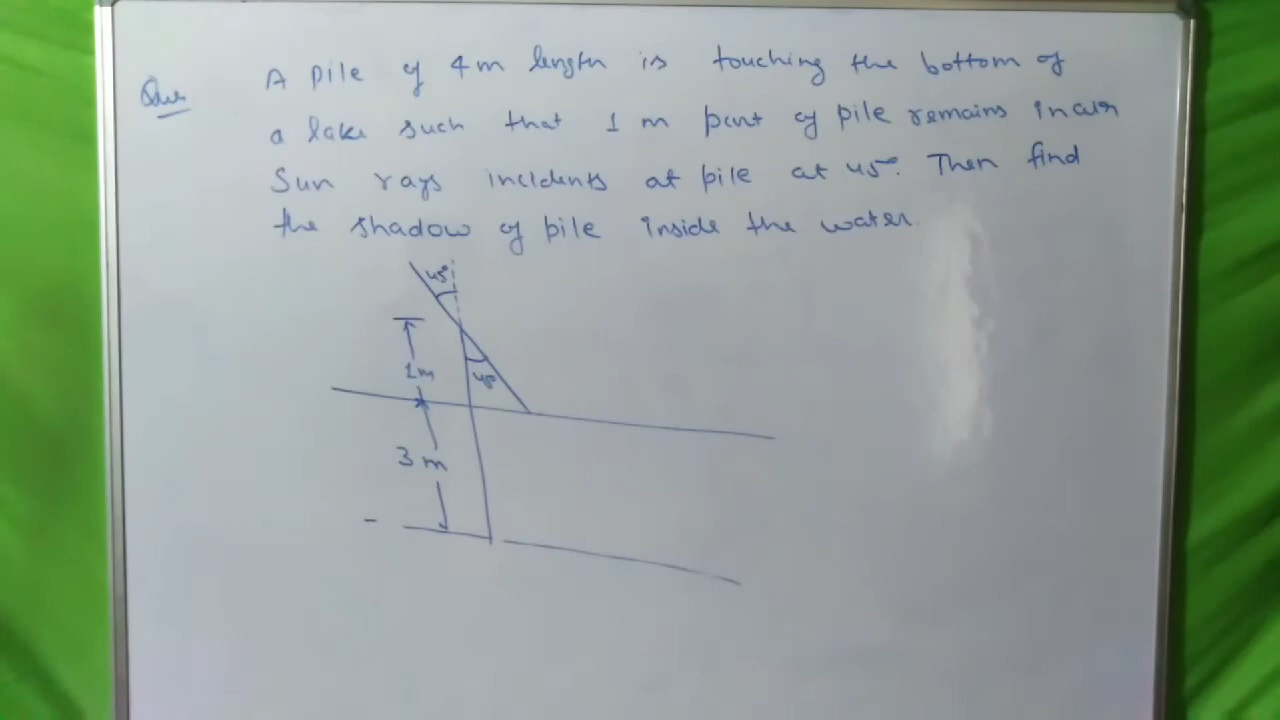 Que A pile of 4m length is touching the bottom of
a lake such that 1 m part of pile remains in air
Sun rays incidents at pile at 45°. Then find
the shadow of pile inside the water.
45°
1m
45°
3 m